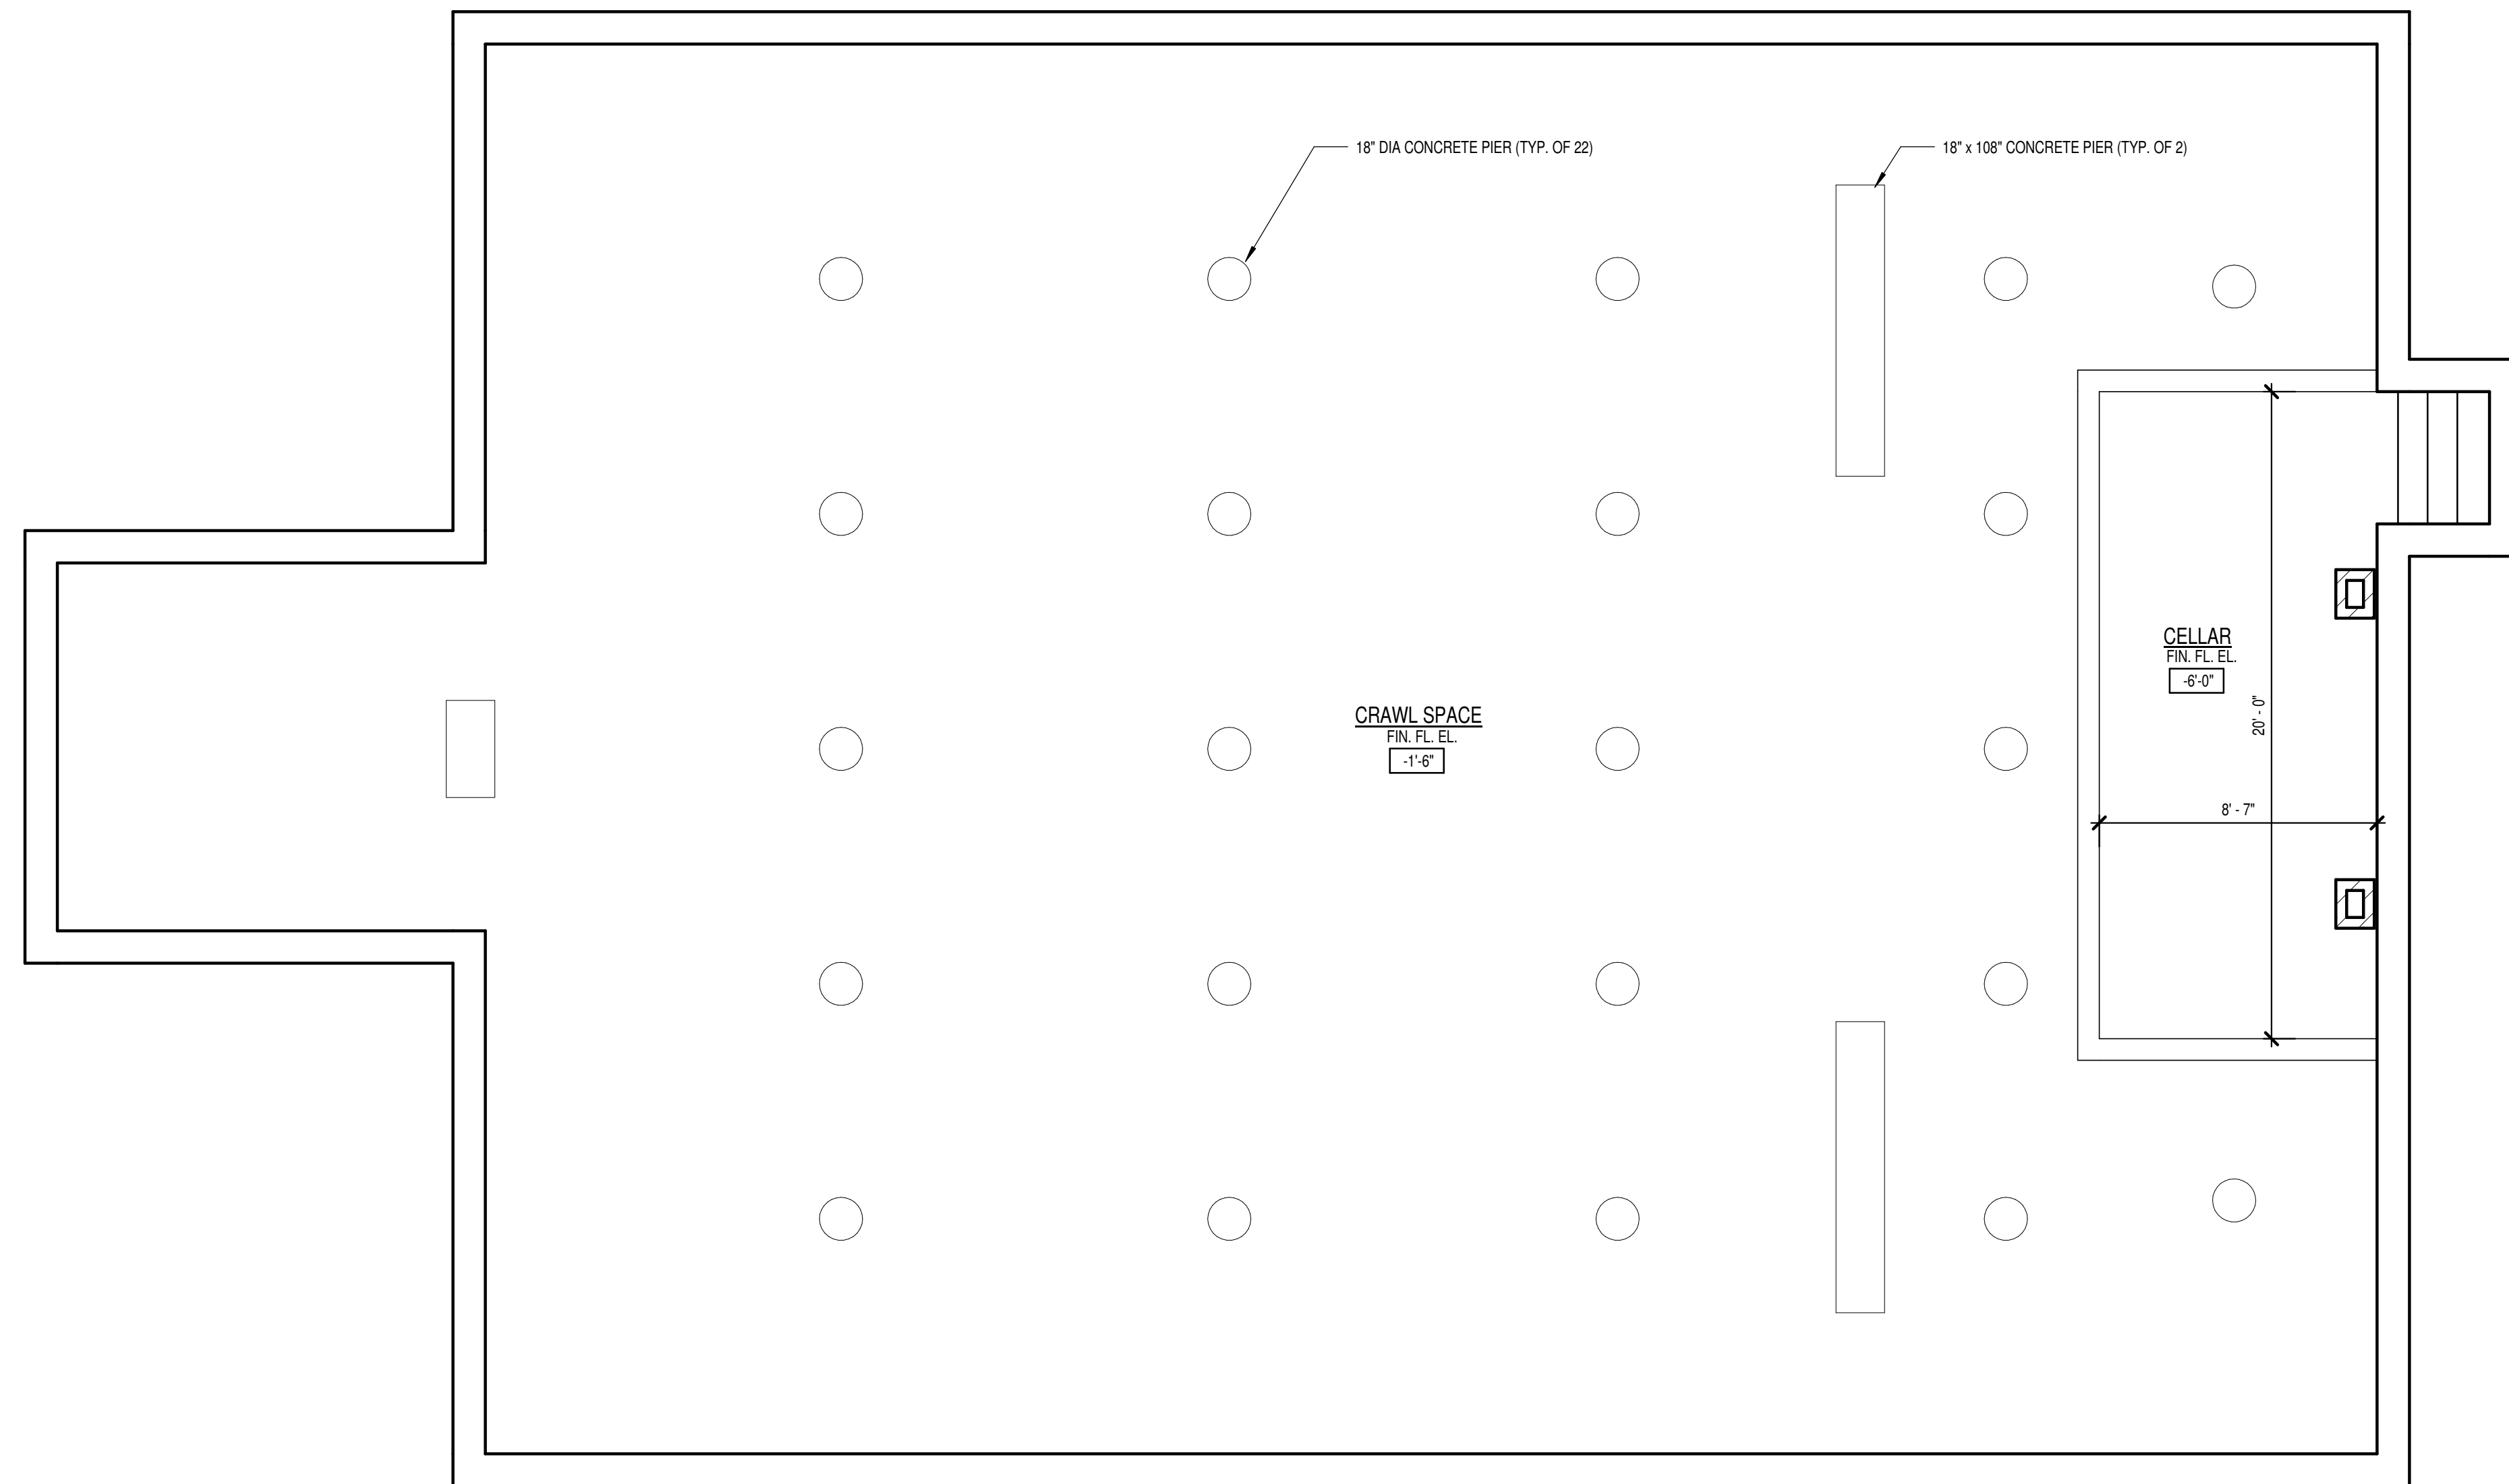 18" DIA CONCRETE PIER (TYP. OF 22)
18" x 108" CONCRETE PIER (TYP. OF 2)
CELLAR
FIN. FL. EL.
-6'-0"
20' - 0"
CRAWL SPACE
FIN. FL. EL.
-1'-6"
8' - 7"